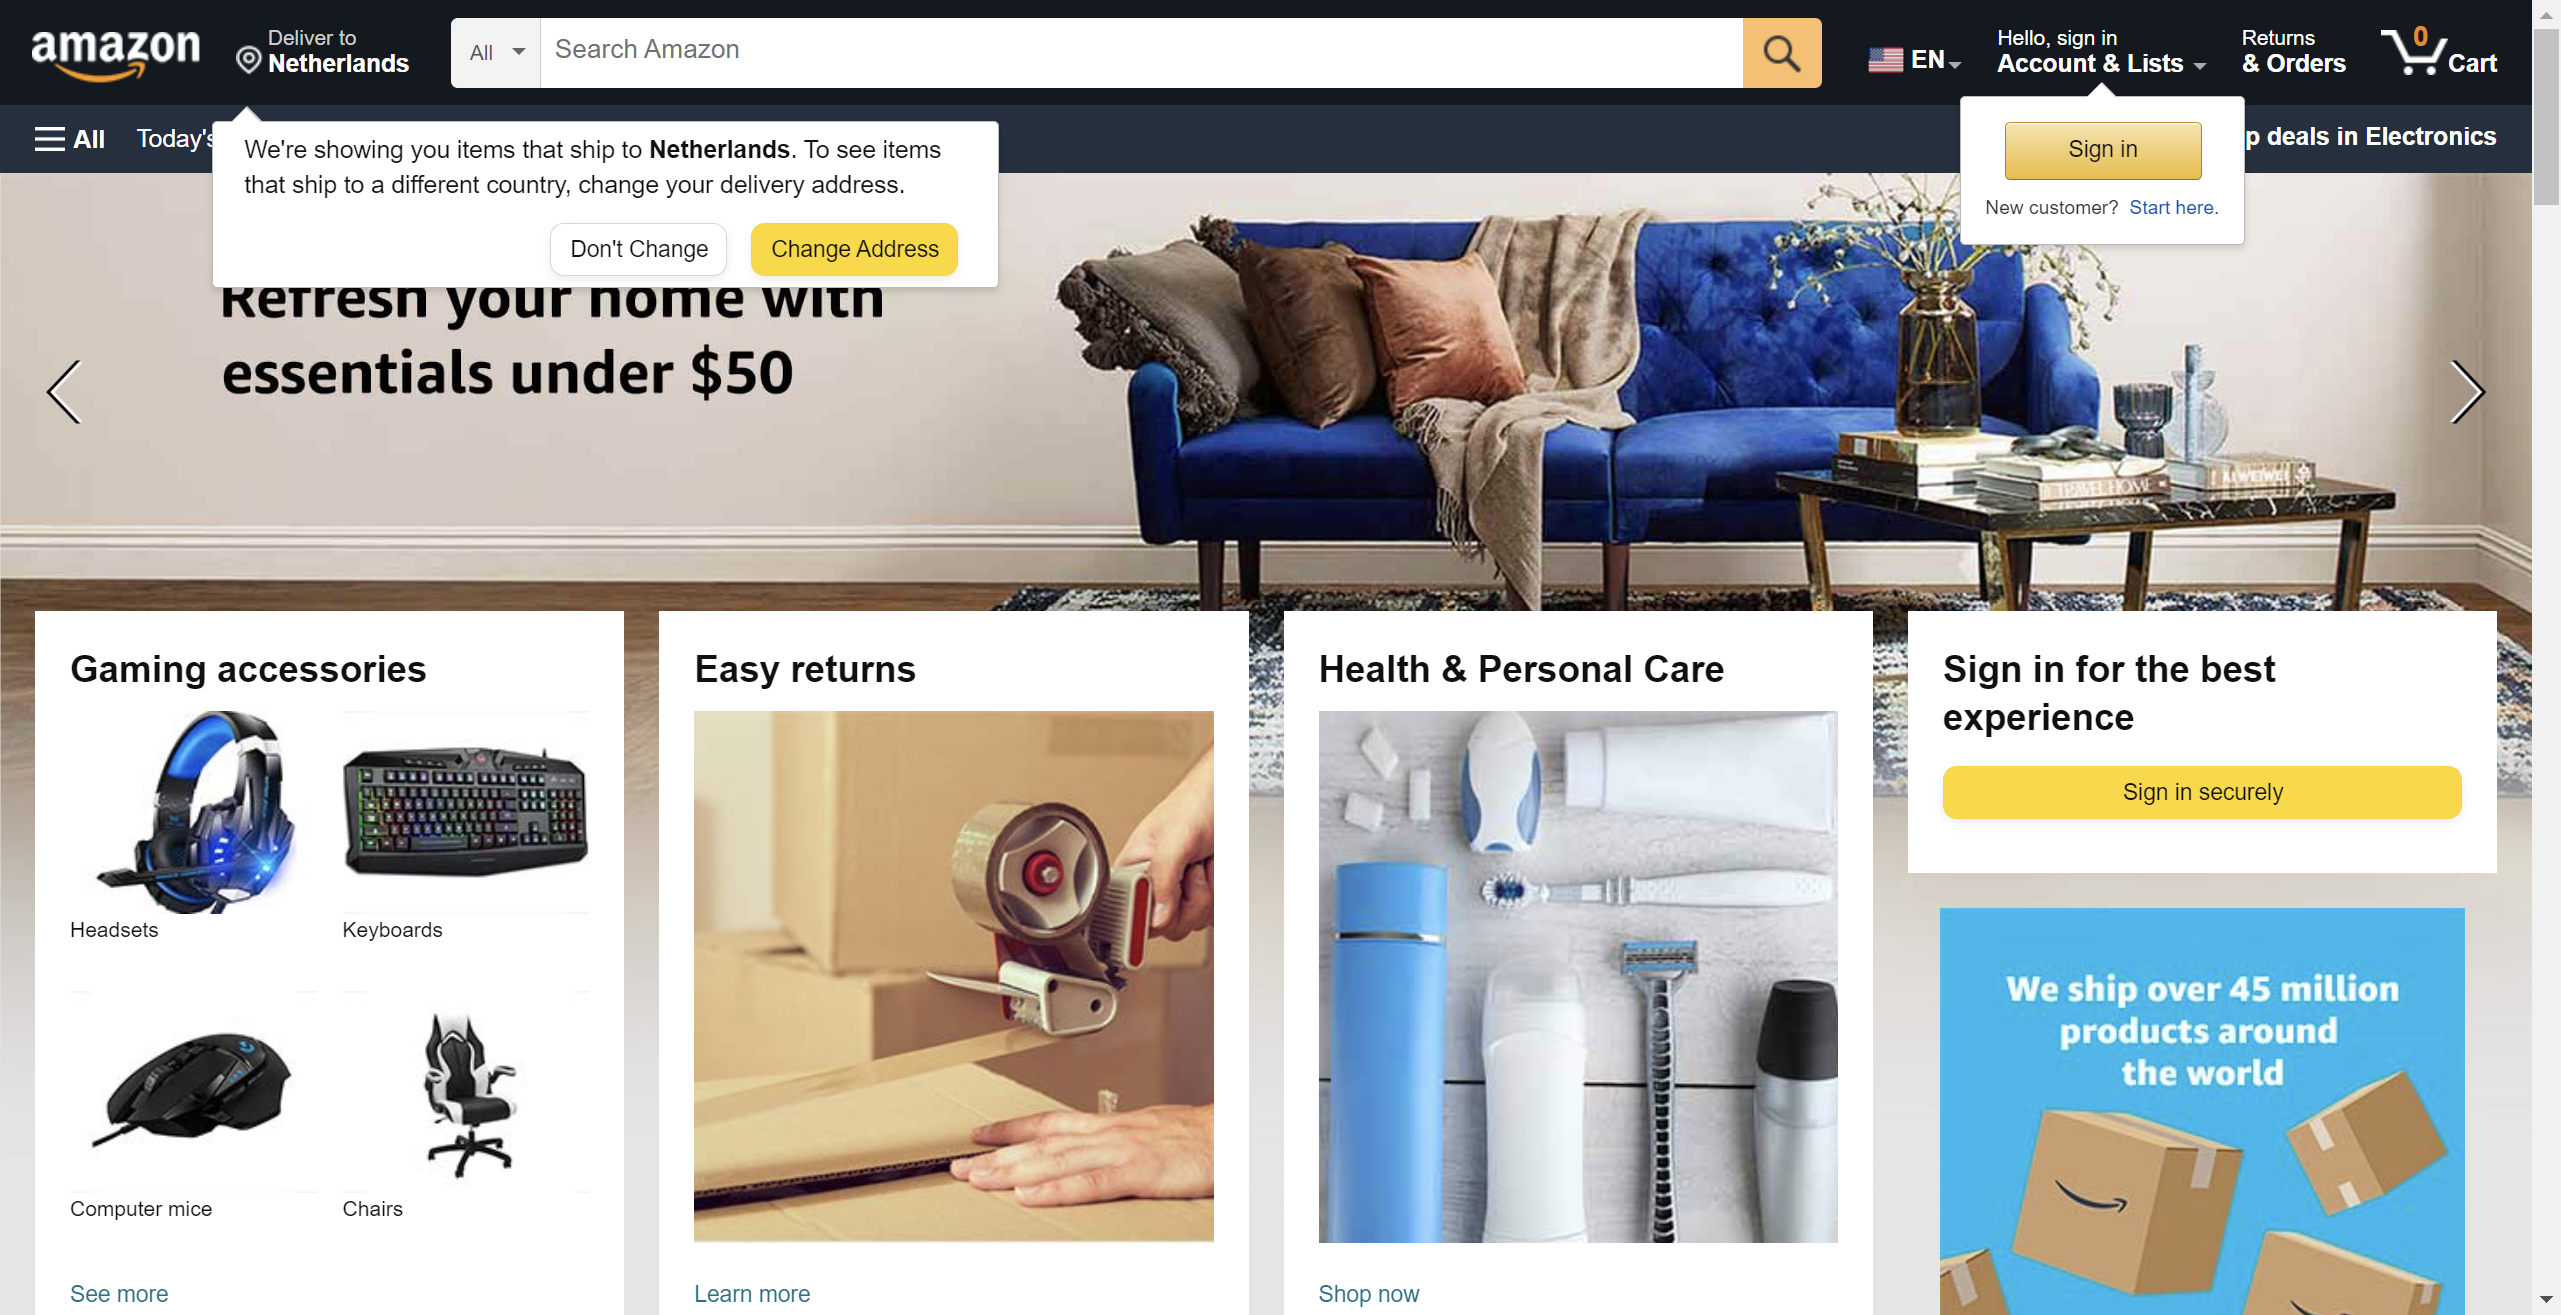 amazon
Deliver to
Netherlands
All
Search Amazon
EN
Hello, sign in
Account & Lists
Returns
& Orders
0
Cart
All
Today's
p deals in Electronics
We're showing you items that ship to Netherlands. To see items
that ship to a different country, change your delivery address.
Don't Change
Change Address
Sign in
New customer? Start here.
Refresh your home with
essentials under $50
TRAVEL HOME
AI WEIWEI
Gaming accessories
Headsets
Keyboards
Computer mice
Chairs
See more
Easy returns
Learn more
Health & Personal Care
Shop now
Sign in for the best
experience
Sign in securely
We ship over 45 million
products around
the world